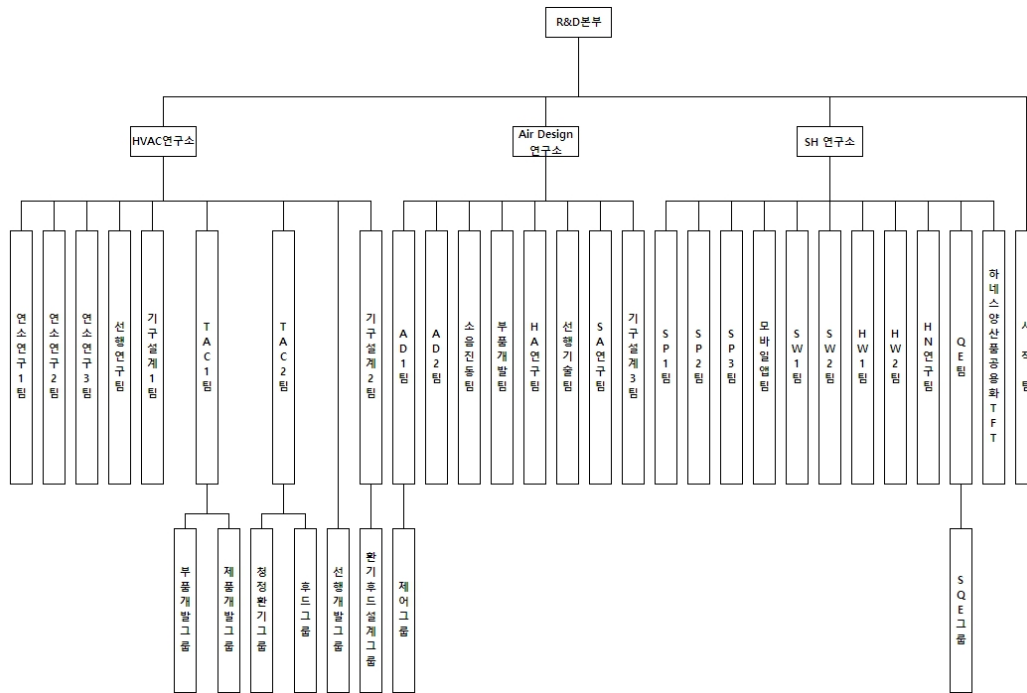 R&D본부
HVAC연구소
Air Design
연구소
SH 연구소
연소연구1팀
연소연구2팀
연소연구3팀
선행연구팀
기구설계1팀
TAC1팀
TAC2팀
기구설계2팀
AD1팀
AD2팀
소음진동팀
부품개발팀
HA연구팀
선행기술팀
SA연구팀
기구설계3팀
SP1팀
SP2팀
SP3팀
모바일앱팀
SW1팀
SW2팀
HW1팀
HW2팀
HN연구팀
QE팀
하네스양산품공용화TFT
부품개발그룹
제품개발그룹
청정환기그룹
후드그룹
선행개발그룹
환기후드설계그룹
제어그룹
SQE그룹